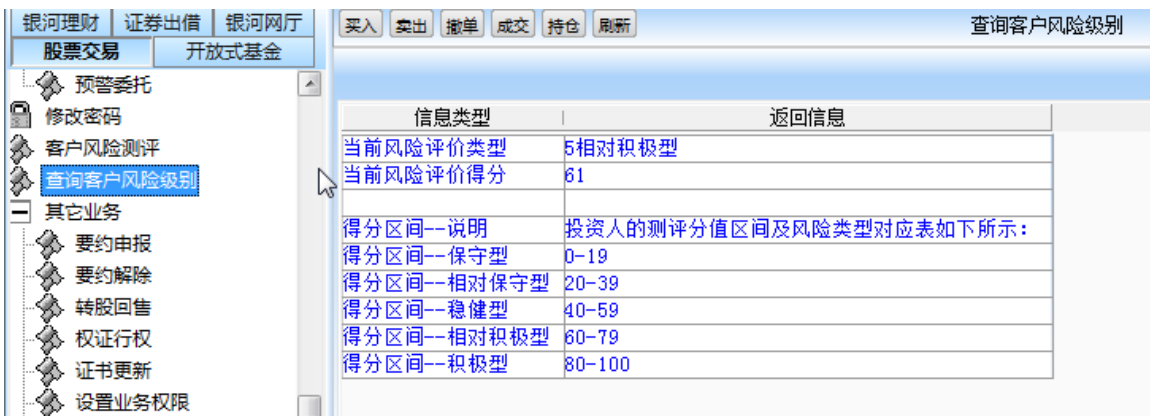 银河理财 证券出借 银河网厅
股票交易 开放式基金
预警委托
修改密码
客户风险测评
查询客户风险级别
其它业务
要约申报
要约解除
转股回售
权证行权
证书更新
设置业务权限
买入 卖出 撤单 成交 持仓 刷新 查询客户风险级别
信息类型 返回信息
当前风险评价类型 5相对积极型
当前风险评价得分 61
得分区间--说明 投资人的测评分值区间及风险类型对应表如下所示:
得分区间--保守型 0-19
得分区间--相对保守型 20-39
得分区间--稳健型 40-59
得分区间--相对积极型 60-79
得分区间--积极型 80-100